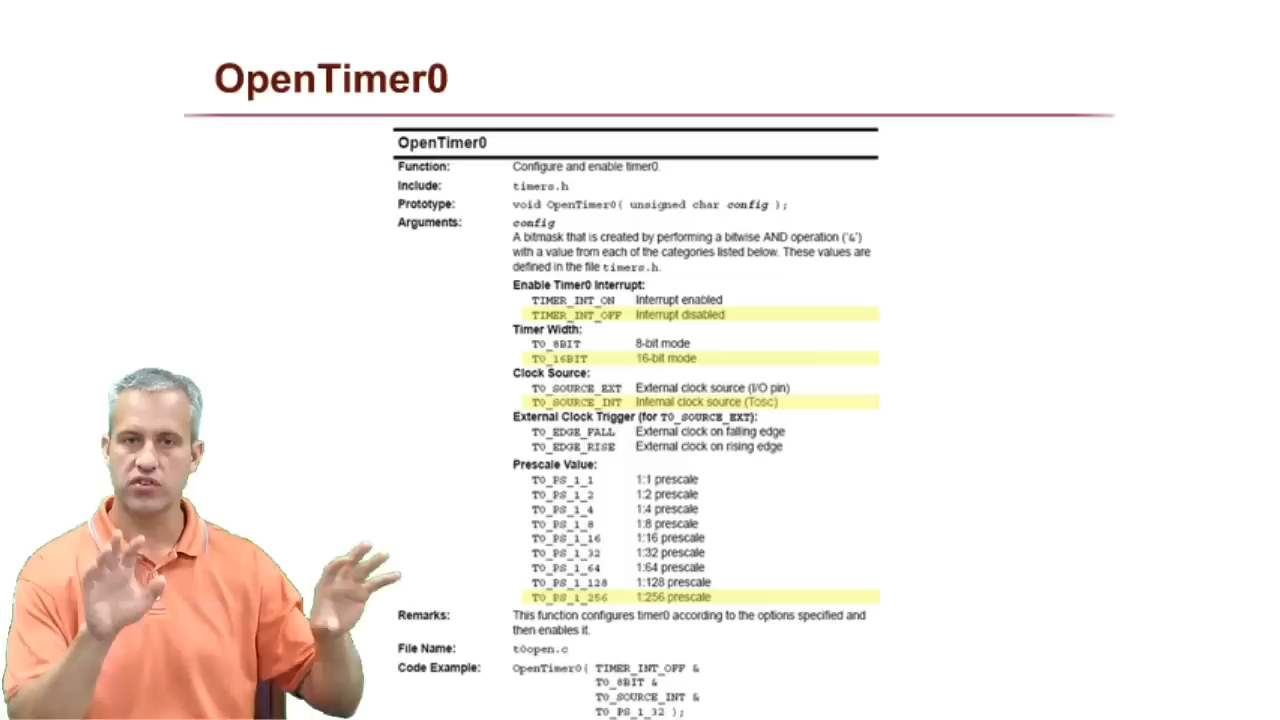 OpenTimer0
OpenTimer0
Function: Configure and enable timer0.
Include: timers.h
Prototype: void OpenTimer0( unsigned char config );
Arguments: config
A bitmask that is created by performing a bitwise AND operation (‘&’)
with a value from each of the categories listed below. These values are
defined in the file timers.h.
Enable Timer0 Interrupt:
TIMER_INT_ON Interrupt enabled
TIMER_INT_OFF Interrupt disabled
Timer Width:
T0_8BIT 8-bit mode
T0_16BIT 16-bit mode
Clock Source:
T0_SOURCE_EXT External clock source (I/O pin)
T0_SOURCE_INT Internal clock source (Tosc)
External Clock Trigger (for T0_SOURCE_EXT):
T0_EDGE_FALL External clock on falling edge
T0_EDGE_RISE External clock on rising edge
Prescale Value:
T0_PS_1_1 1:1 prescale
T0_PS_1_2 1:2 prescale
T0_PS_1_4 1:4 prescale
T0_PS_1_8 1:8 prescale
T0_PS_1_16 1:16 prescale
T0_PS_1_32 1:32 prescale
T0_PS_1_64 1:64 prescale
T0_PS_1_128 1:128 prescale
T0_PS_1_256 1:256 prescale
Remarks: This function configures timer0 according to the options specified and
then enables it.
File Name: t0open.c
Code Example: OpenTimer0( TIMER_INT_OFF &
T0_8BIT &
T0_SOURCE_INT &
T0_PS_1_32 );